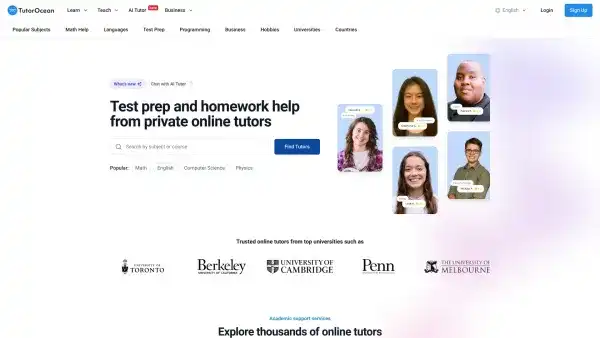 TutorOcean
Learn
Teach
AI Tutor
Business
English
Login
Sign Up
Popular Subjects
Math Help
Languages
Test Prep
Programming
Business
Hobbies
Universities
Countries
What's new
Chat with AI Tutor
Test prep and homework help
from private online tutors
Search by subject or course
Find Tutors
Popular:
Math
English
Computer Science
Physics
Trusted online tutors from top universities such as
UNIVERSITY OF
TORONTO
Berkeley
UNIVERSITY OF CALIFORNIA
UNIVERSITY OF
CAMBRIDGE
Penn
THE UNIVERSITY OF
MELBOURNE
Academic support services
Explore thousands of online tutors